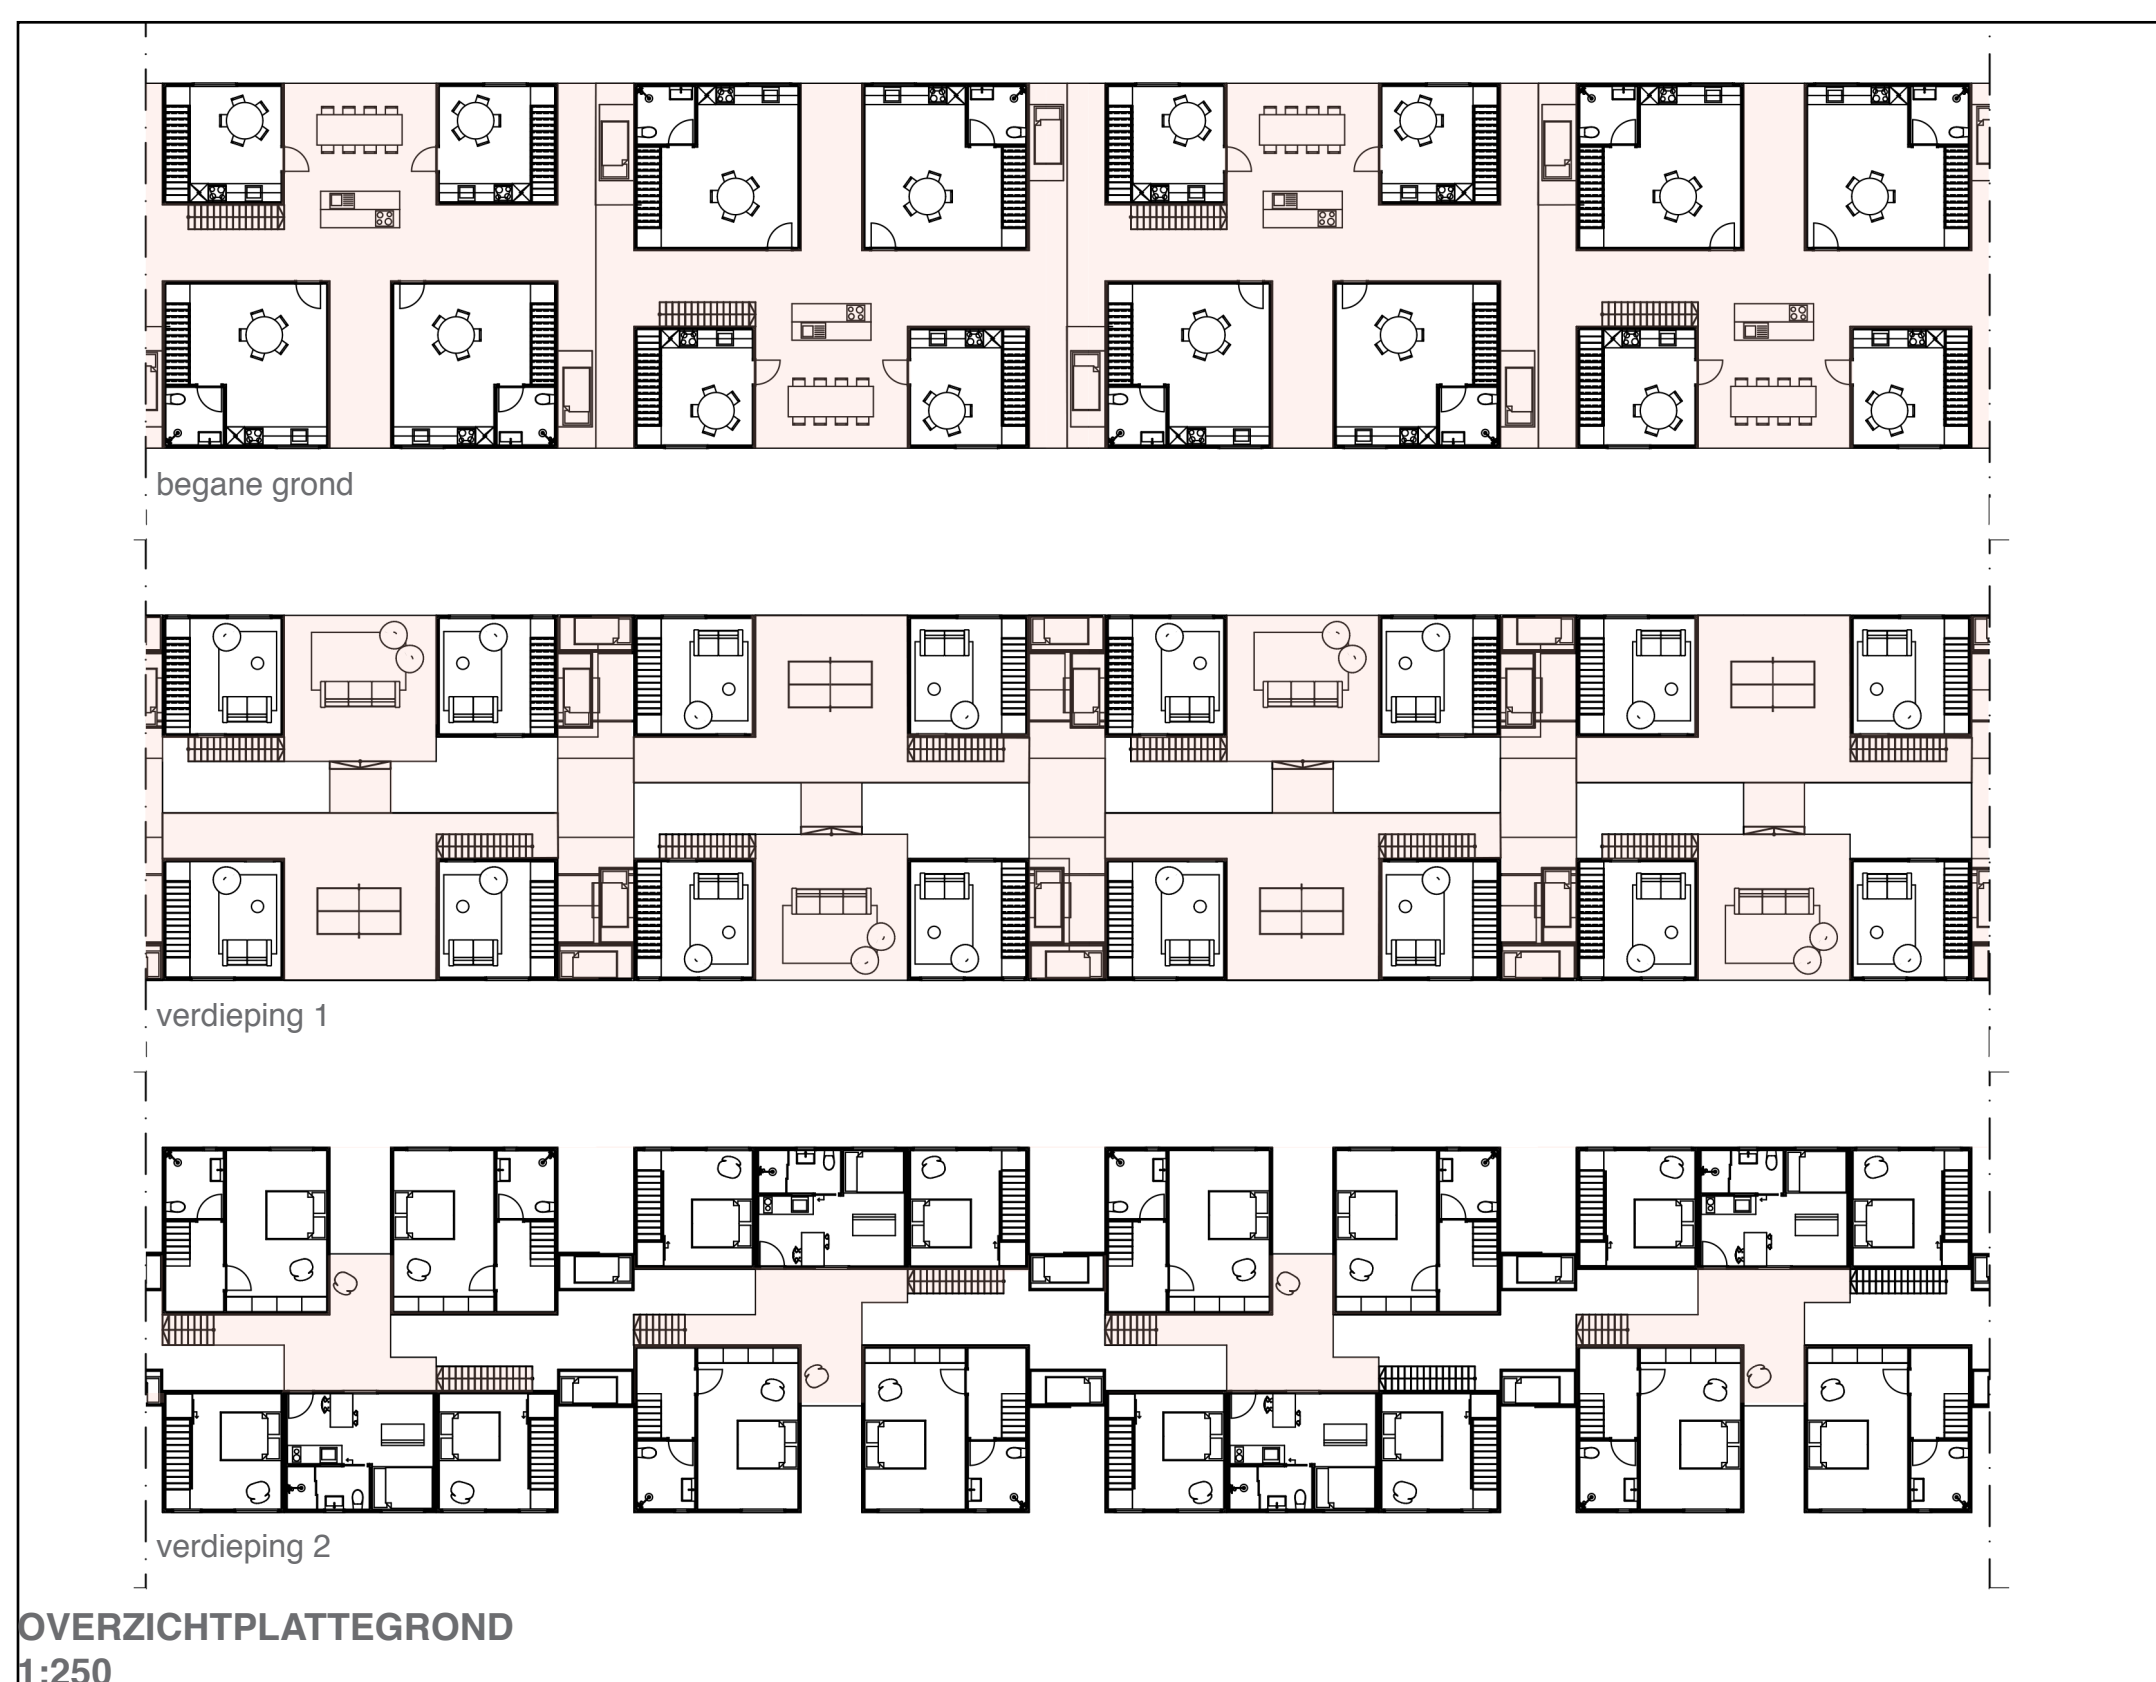 begane grond
verdieping 1
verdieping 2
OVERZICHTPLATTEGROND
1:250